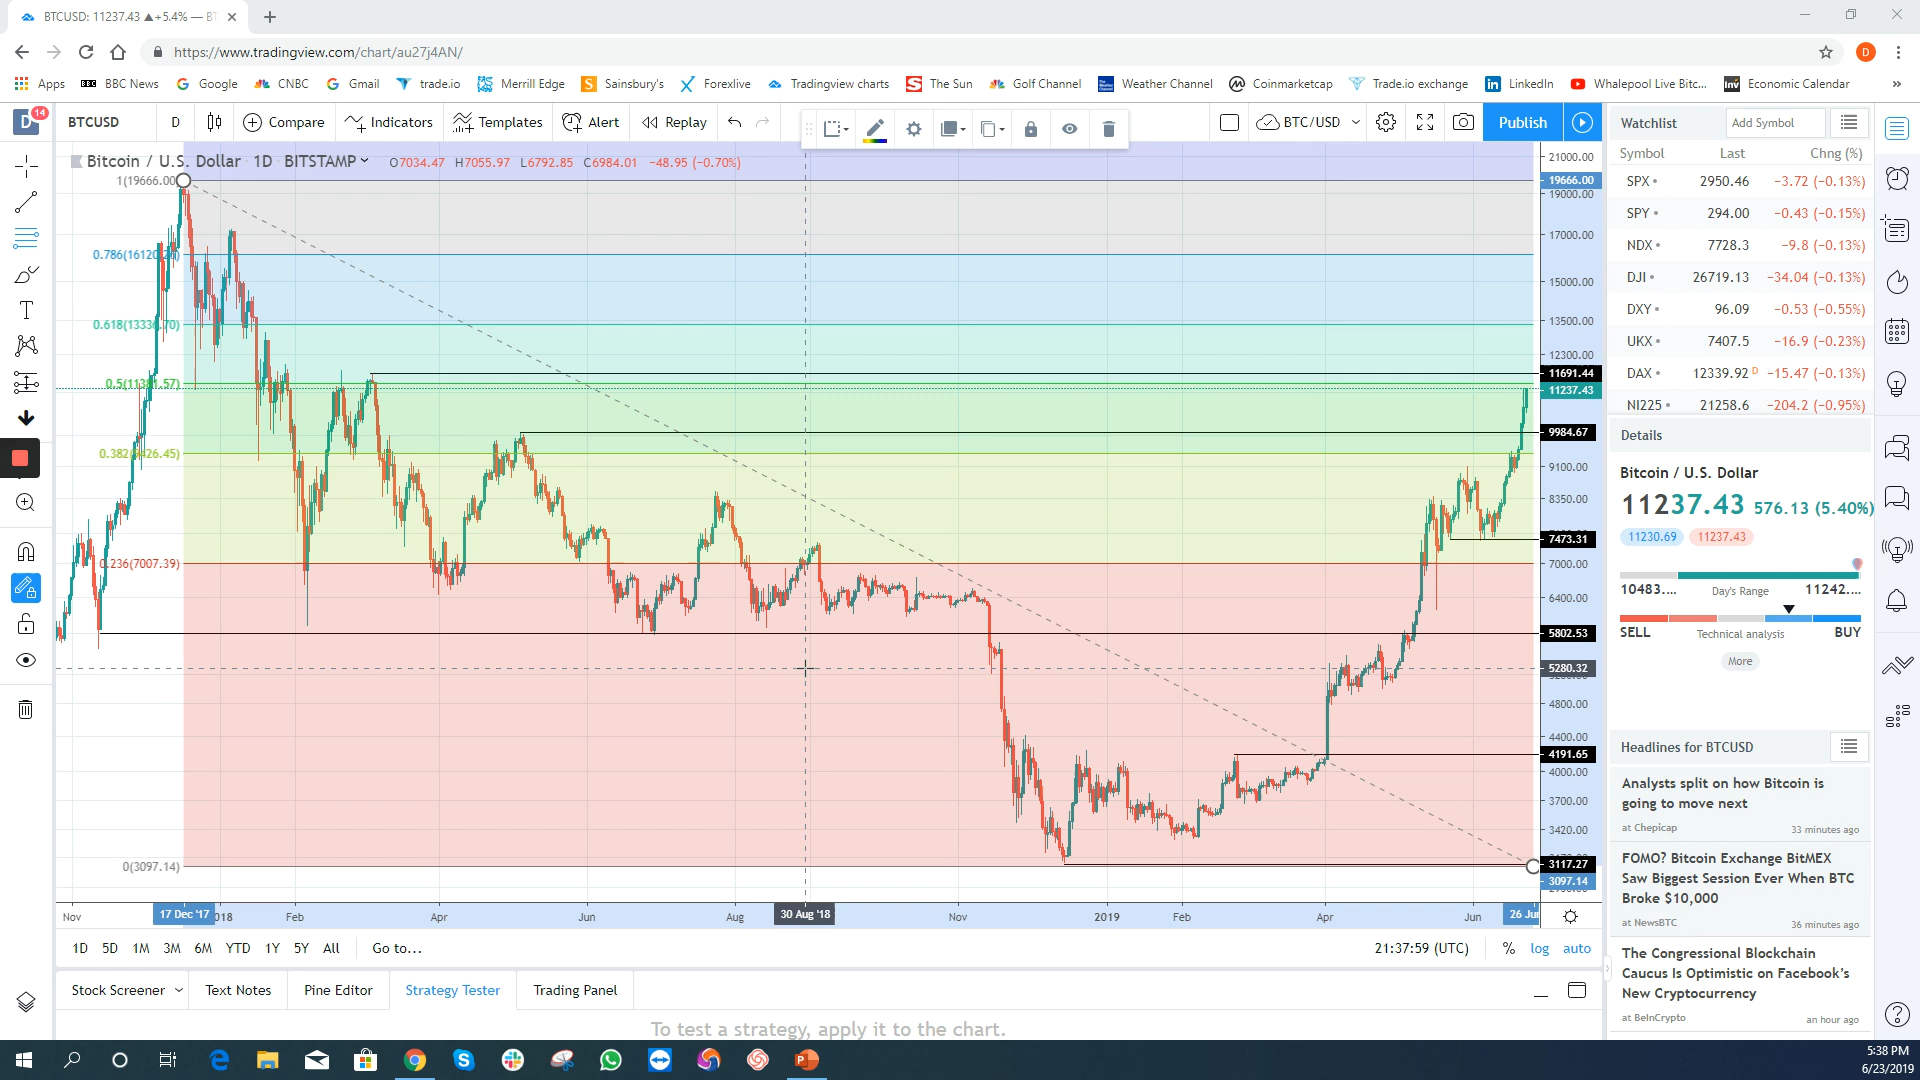 BTCUSD: 11237.43 ▲+5.4% — BT
https://www.tradingview.com/chart/au27j4AN/
D
Apps BBC News Google CNBC Gmail trade.io Merrill Edge Sainsbury's Forexlive Tradingview charts The Sun Golf Channel Weather Channel Coinmarketcap Trade.io exchange LinkedIn Whalepool Live Bitc... Economic Calendar »
D 14 BTCUSD D Compare Indicators Templates Alert Replay BTC/USD Publish
Bitcoin / U.S. Dollar 1D BITSTAMP O7034.47 H7055.97 L6792.85 C6984.01 −48.95 (−0.70%)
1(19666.00)
0.618(13336.70)
0.5(11381.57)
0.382(9426.45)
0.236(7007.39)
0(3097.14)
21000.00
19666.00
19000.00
17000.00
15000.00
13500.00
12300.00
11691.44
11237.43
9984.67
9100.00
8350.00
7473.31
7000.00
6400.00
5802.53
5280.32
4800.00
4400.00
4191.65
4000.00
3700.00
3420.00
3117.27
3097.14
Nov 17 Dec '17 2018 Feb Apr Jun Aug 30 Aug '18 Nov 2019 Feb Apr Jun 26 Jun
1D 5D 1M 3M 6M YTD 1Y 5Y All Go to... 21:37:59 (UTC) % log auto
Stock Screener Text Notes Pine Editor Strategy Tester Trading Panel
To test a strategy, apply it to the chart.
Watchlist Add Symbol
Symbol Last Chng (%)
SPX 2950.46 −3.72 (−0.13%)
SPY 294.00 −0.43 (−0.15%)
NDX 7728.3 −9.8 (−0.13%)
DJI 26719.13 −34.04 (−0.13%)
DXY 96.09 −0.53 (−0.55%)
UKX 7407.5 −16.9 (−0.23%)
DAX 12339.92 D −15.47 (−0.13%)
NI225 21258.6 −204.2 (−0.95%)
Details
Bitcoin / U.S. Dollar
11237.43 576.13 (5.40%)
11230.69 11237.43
10483.... Day's Range 11242....
SELL Technical analysis BUY
More
Headlines for BTCUSD
Analysts split on how Bitcoin is
going to move next
at Chepicap 33 minutes ago
FOMO? Bitcoin Exchange BitMEX
Saw Biggest Session Ever When BTC
Broke $10,000
at NewsBTC 36 minutes ago
The Congressional Blockchain
Caucus Is Optimistic on Facebook's
New Cryptocurrency
at BeInCrypto an hour ago
5:38 PM
6/23/2019